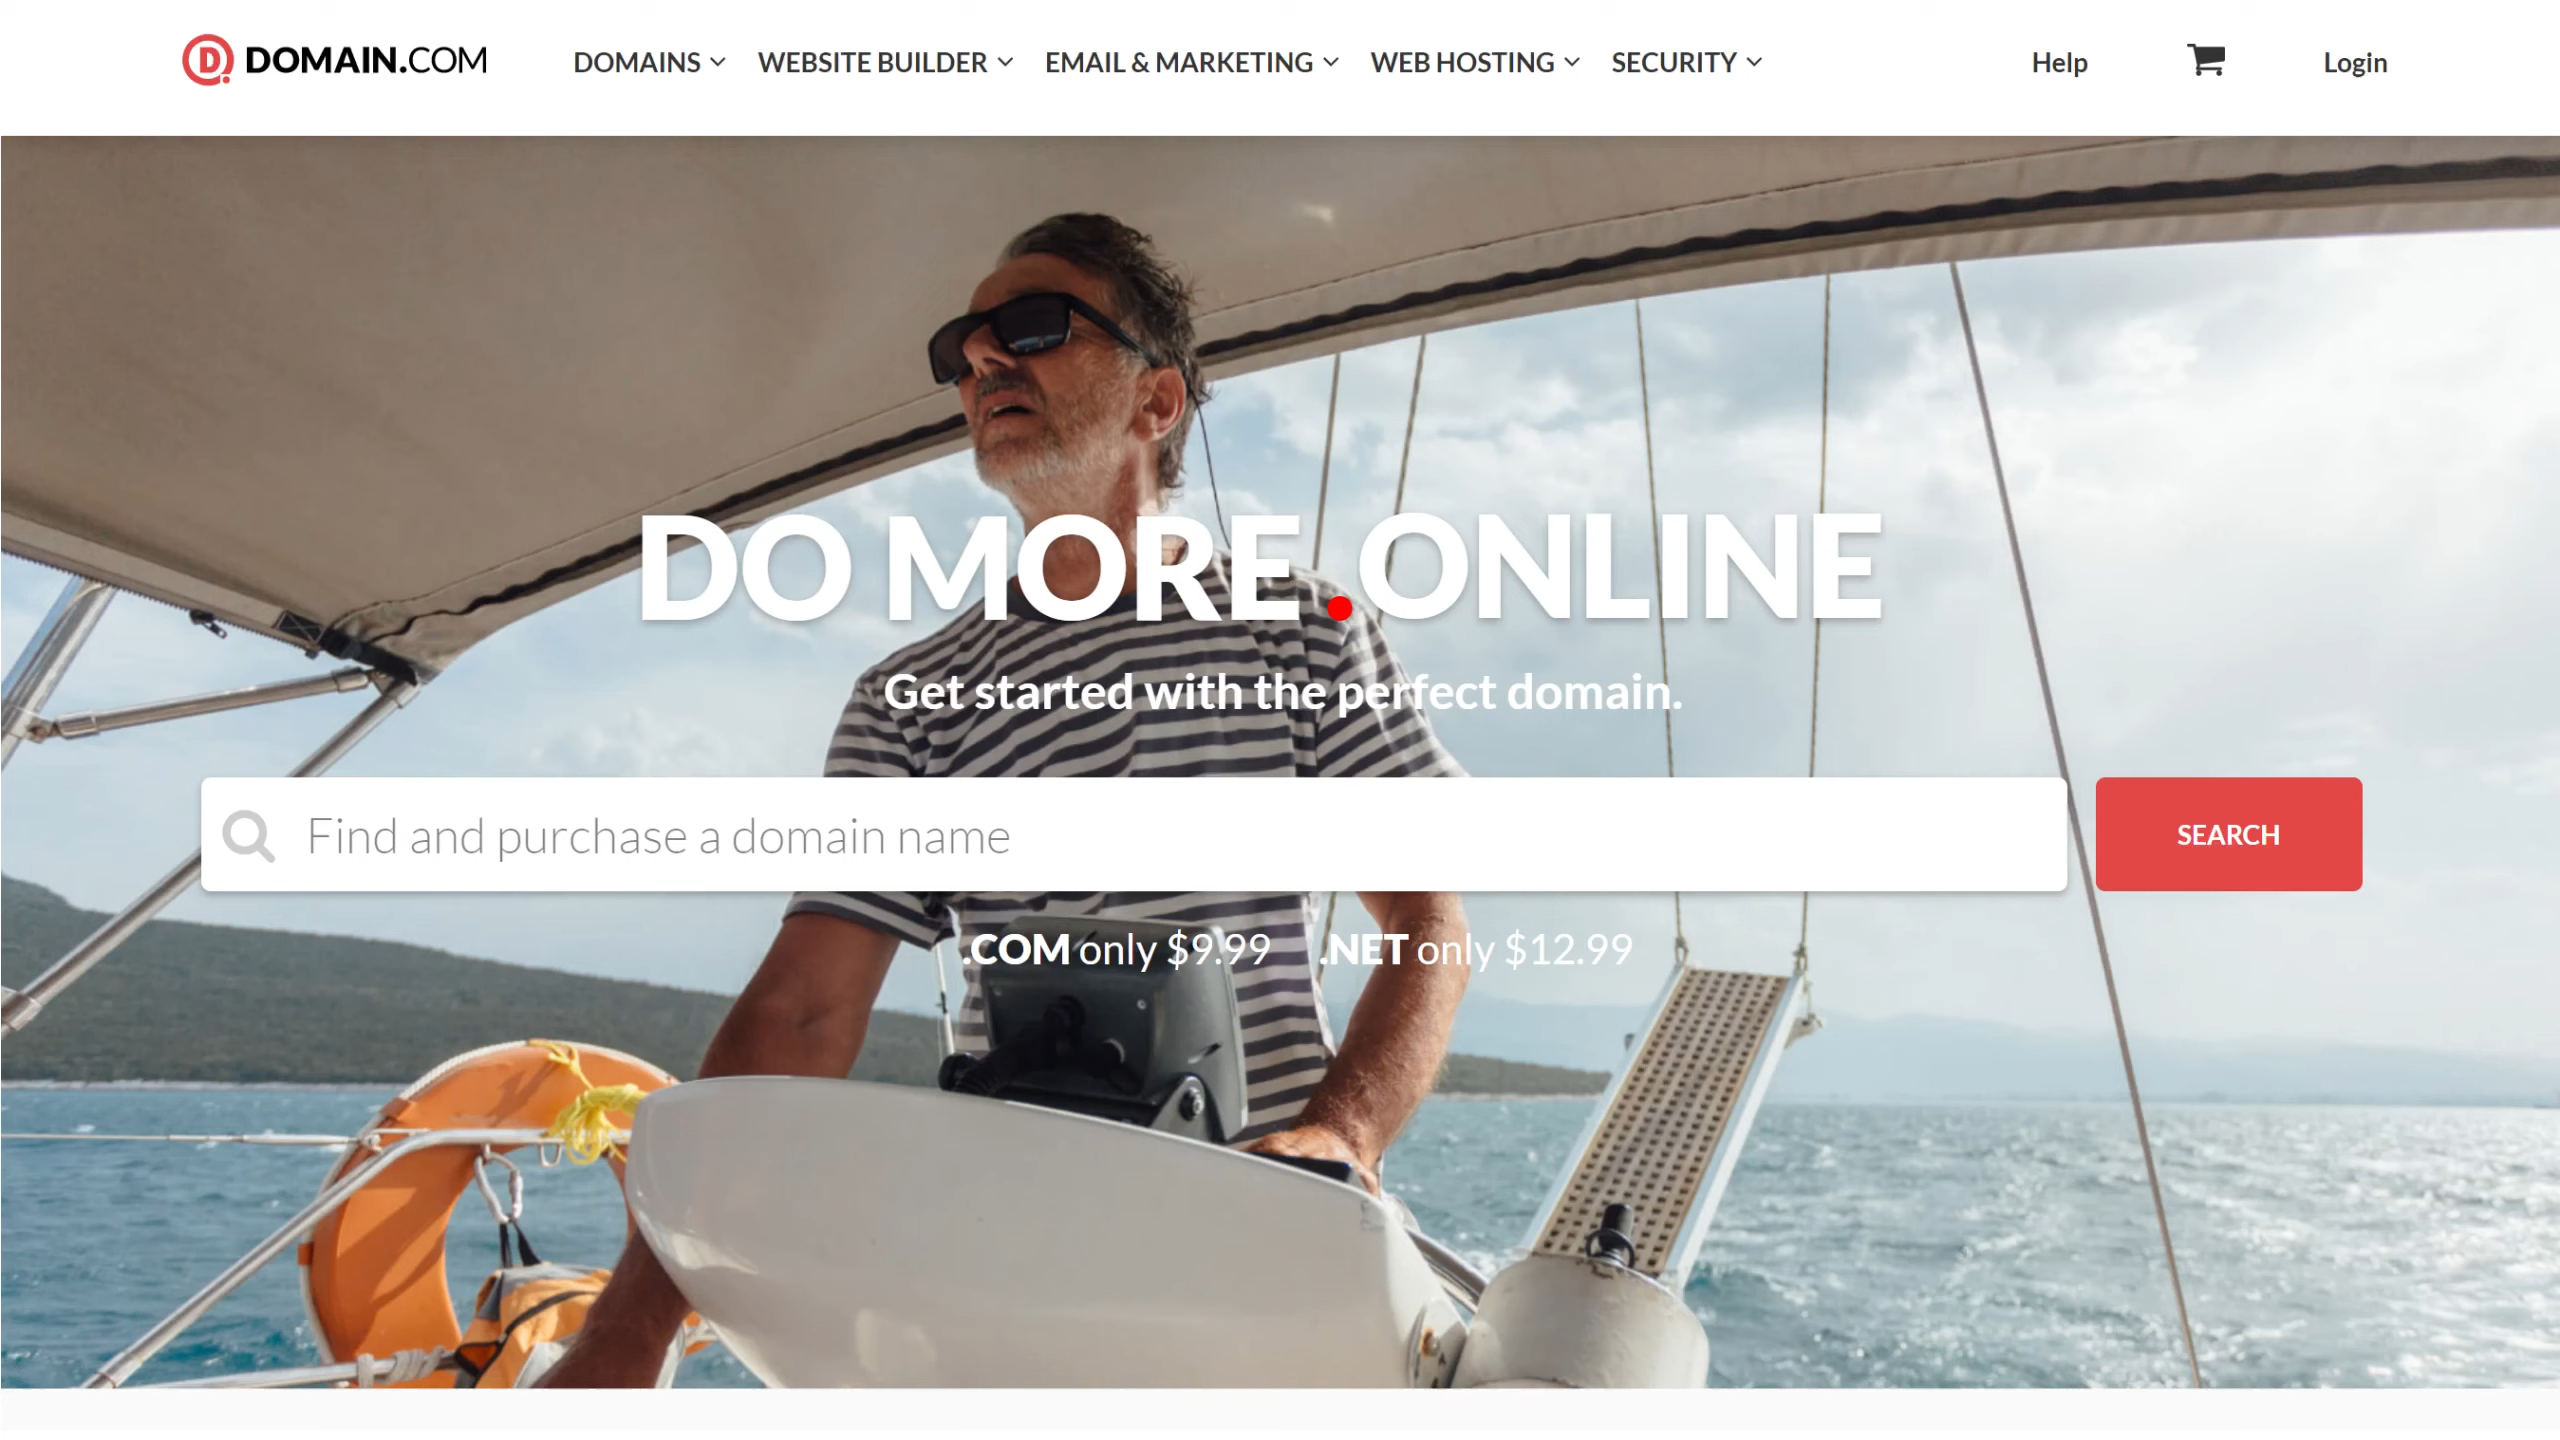 DOMAIN.COM
DOMAINS
WEBSITE BUILDER
EMAIL & MARKETING
WEB HOSTING
SECURITY
Help
Login
DO MORE.ONLINE
Get started with the perfect domain.
Find and purchase a domain name
SEARCH
.COM only $9.99 .NET only $12.99